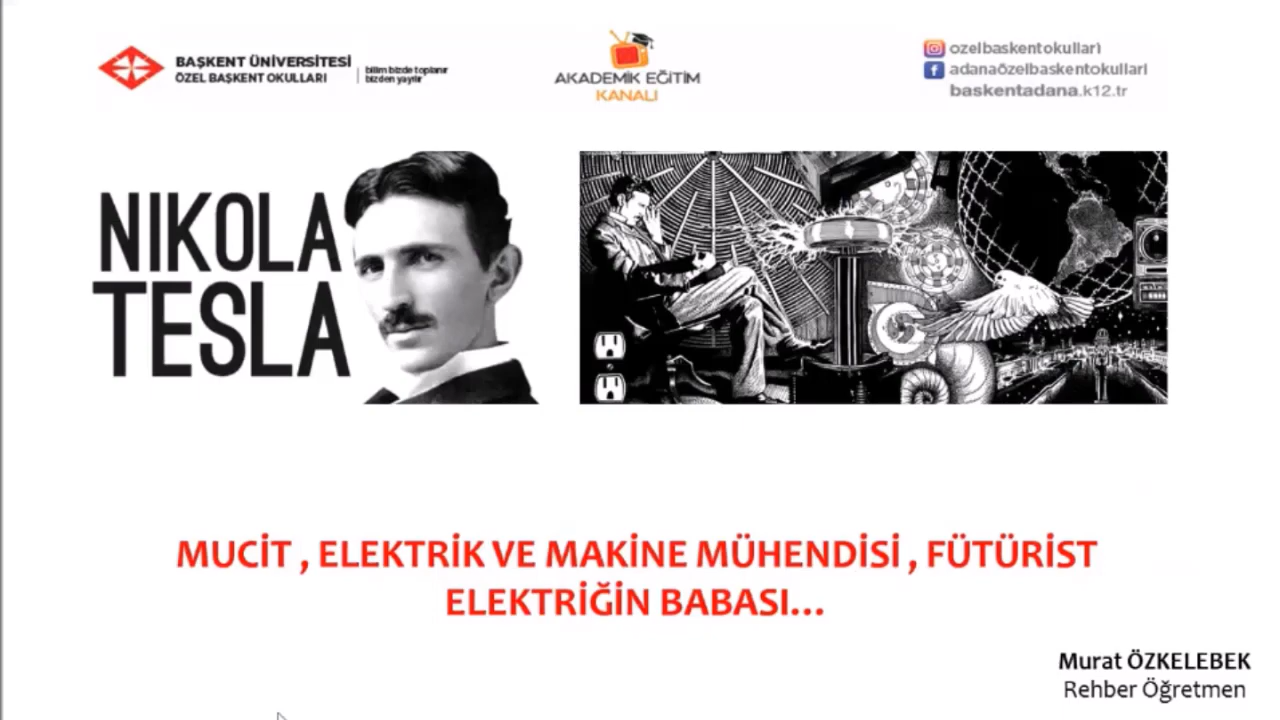 BAŞKENT ÜNİVERSİTESİ
ÖZEL BAŞKENT OKULLARI
bilim bizde toplanır
bizden yayılır
AKADEMİK EĞİTİM
KANALI
ozelbaskentokullari
adanaözelbaskentokullari
baskentadana.k12.tr
NIKOLA
TESLA
MUCİT , ELEKTRİK VE MAKİNE MÜHENDİSİ , FÜTÜRİST
ELEKTRİĞİN BABASI...
Murat ÖZKELEBEK
Rehber Öğretmen